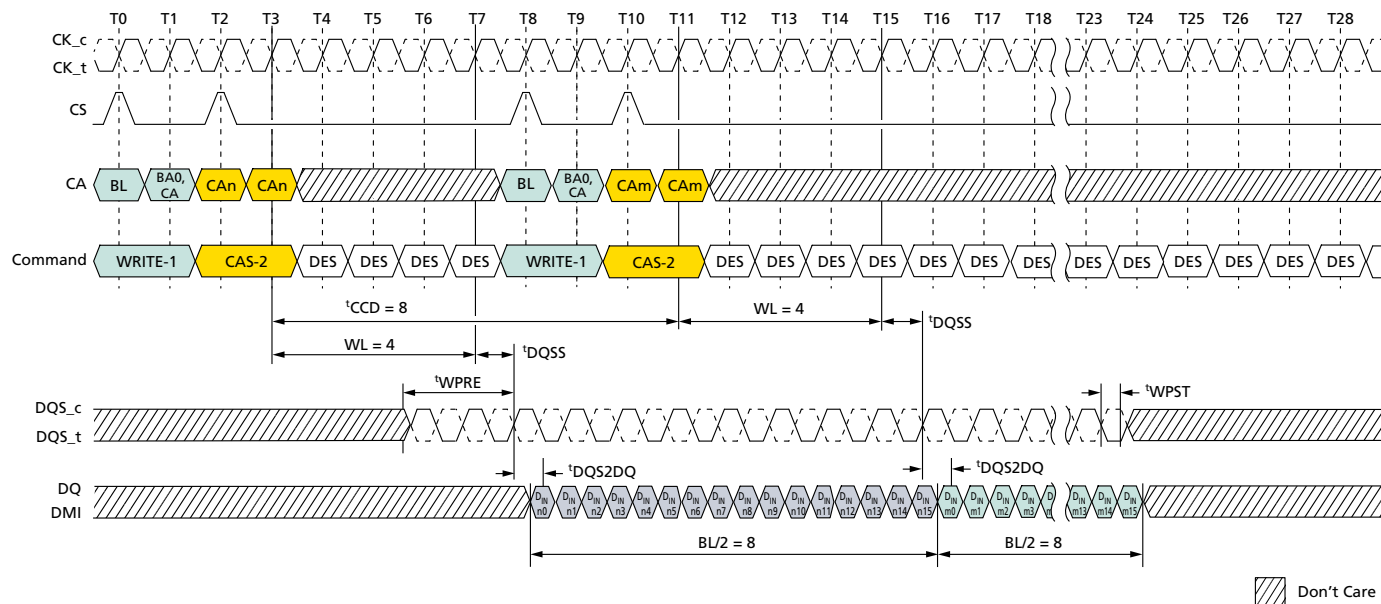 T0 T1 T2 T3 T4 T5 T6 T7 T8 T9 T10 T11 T12 T13 T14 T15 T16 T17 T18 T23 T24 T25 T26 T27 T28
CK_c
CK_t
CS
CA BL BA0, CA CAn CAn BL BA0, CA CAm CAm
Command WRITE-1 CAS-2 DES DES DES DES WRITE-1 CAS-2 DES DES DES DES DES DES DES DES DES DES DES DES DES
tCCD = 8 WL = 4 tDQSS
WL = 4 tDQSS
tWPRE tWPST
DQS_c
DQS_t
tDQS2DQ tDQS2DQ
DQ
DMI
DIN n0 DIN n1 DIN n2 DIN n3 DIN n4 DIN n5 DIN n6 DIN n7 DIN n8 DIN n9 DIN n10 DIN n11 DIN n12 DIN n13 DIN n14 DIN n15 DIN m0 DIN m1 DIN m2 DIN m3 DIN m13 DIN m14 DIN m15
BL/2 = 8 BL/2 = 8
Don't Care